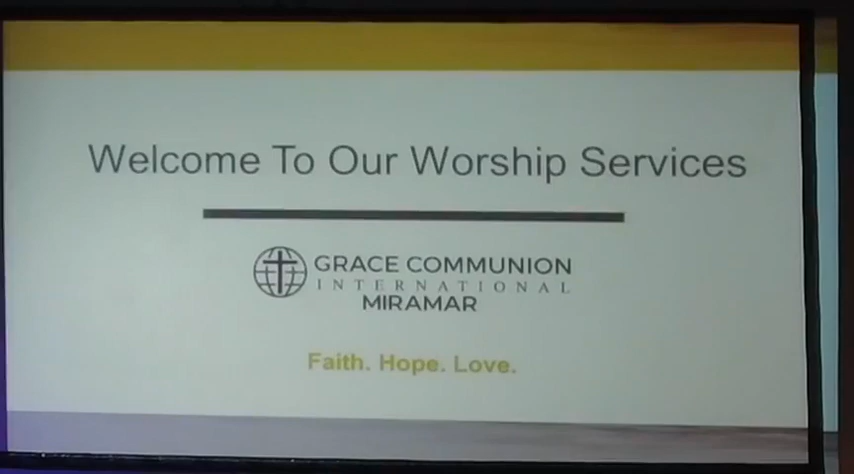 Welcome To Our Worship Services
GRACE COMMUNION
INTERNATIONAL
MIRAMAR
Faith. Hope. Love.